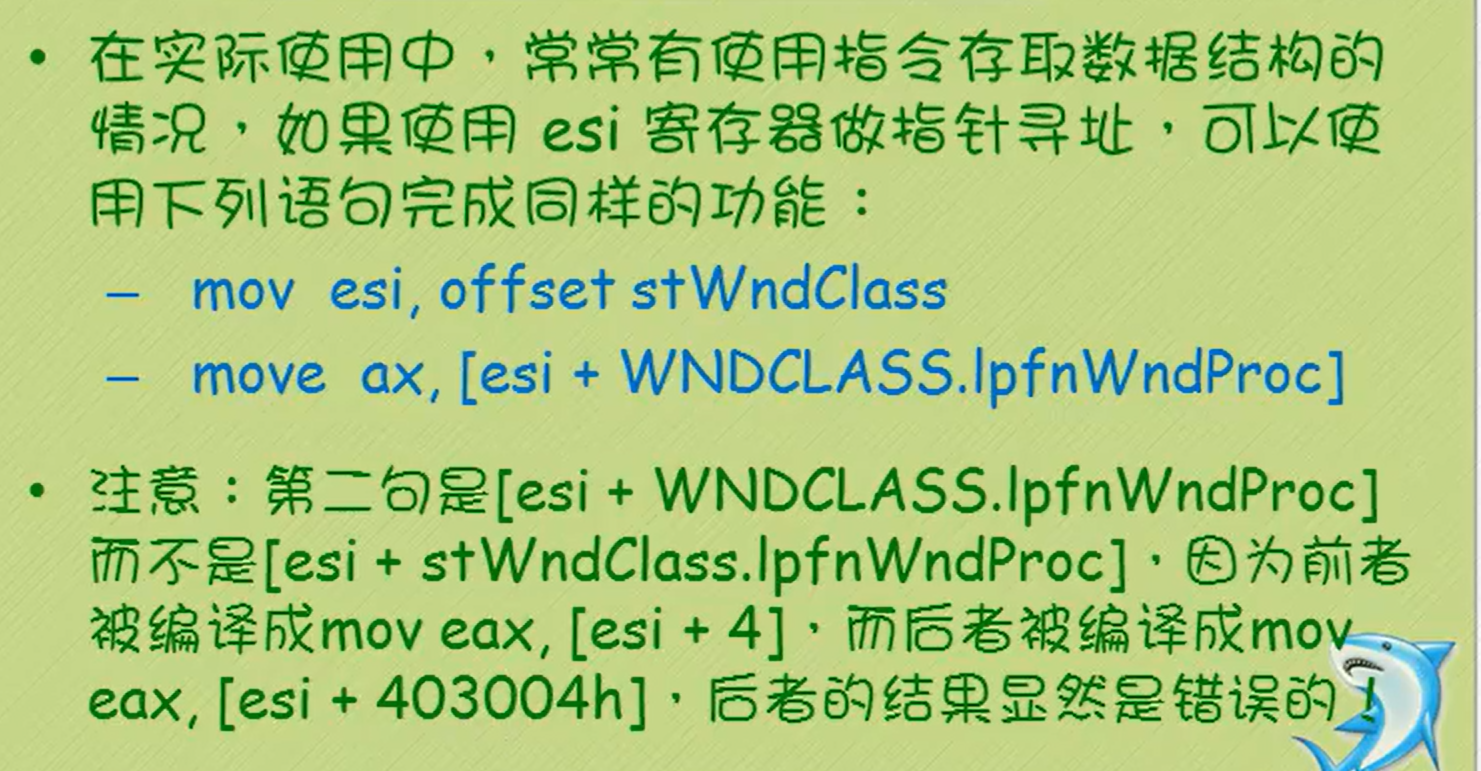 • 在实际使用中，常常有使用指令存取数据结构的
情况，如果使用 esi 寄存器做指针寻址，可以使
用下列语句完成同样的功能：
– mov esi, offset stWndClass
– move ax, [esi + WNDCLASS.lpfnWndProc]
• 注意：第二句是[esi + WNDCLASS.lpfnWndProc]
而不是[esi + stWndClass.lpfnWndProc]，因为前者
被编译成mov eax, [esi + 4]，而后者被编译成mov
eax, [esi + 403004h]，后者的结果显然是错误的！